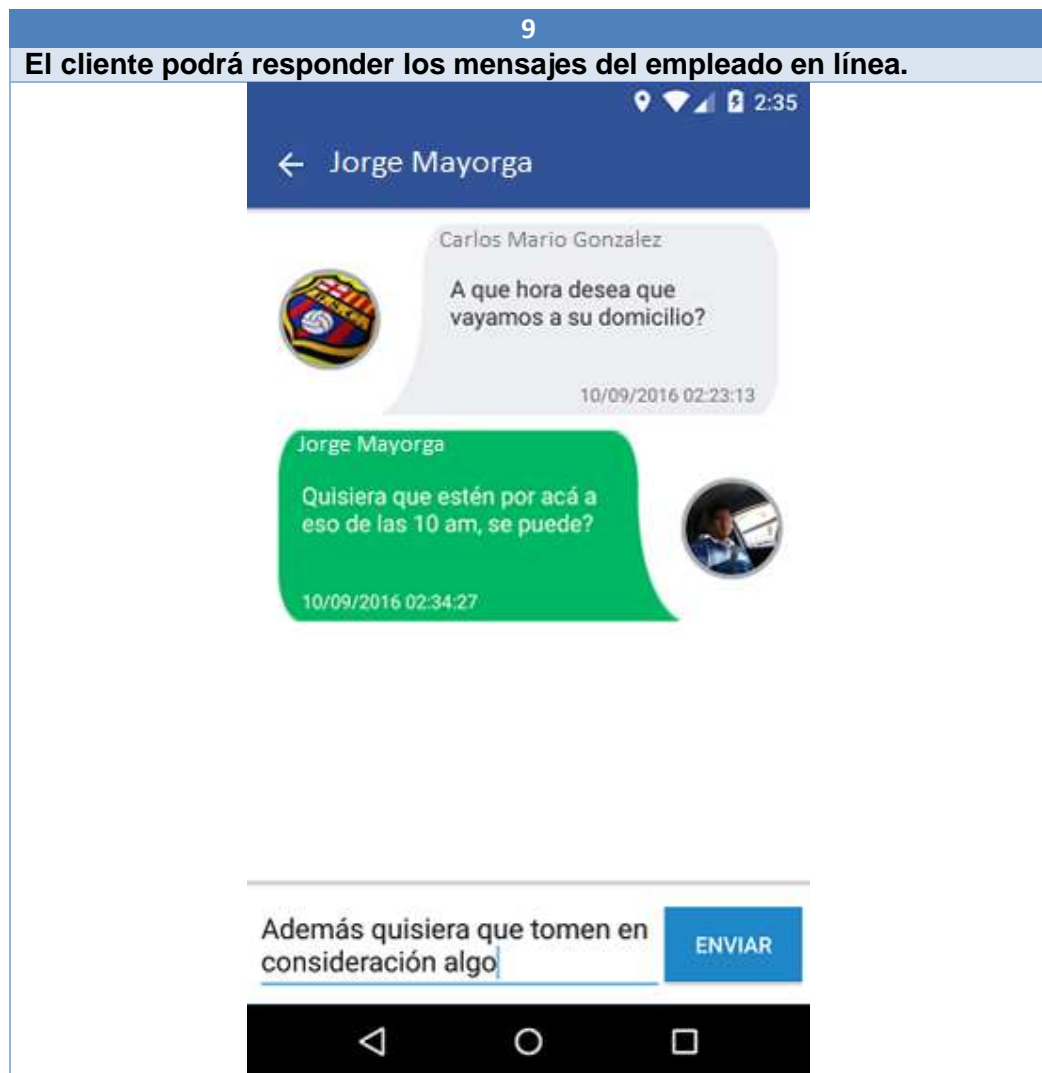 9
El cliente podrá responder los mensajes del empleado en línea.
2:35
Jorge Mayorga
Carlos Mario Gonzalez
A que hora desea que
vayamos a su domicilio?
10/09/2016 02:23:13
Jorge Mayorga
Quisiera que estén por acá a
eso de las 10 am, se puede?
10/09/2016 02:34:27
Además quisiera que tomen en
consideración algo
ENVIAR